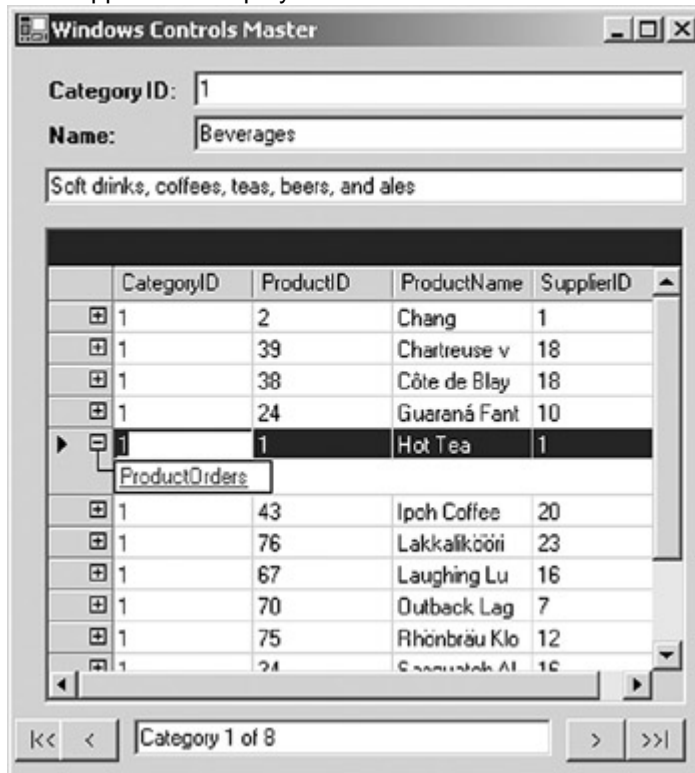 Windows Controls Master
Category ID: 1
Name: Beverages
Soft drinks, coffees, teas, beers, and ales
CategoryID ProductID ProductName SupplierID
1 2 Chang 1
1 39 Chartreuse v 18
1 38 Côte de Blay 18
1 24 Guaraná Fant 10
1 1 Hot Tea 1
ProductOrders
1 43 Ipoh Coffee 20
1 76 Lakkalikööri 23
1 67 Laughing Lu 16
1 70 Outback Lag 7
1 75 Rhönbräu Klo 12
1
|<< < Category 1 of 8 > >>|